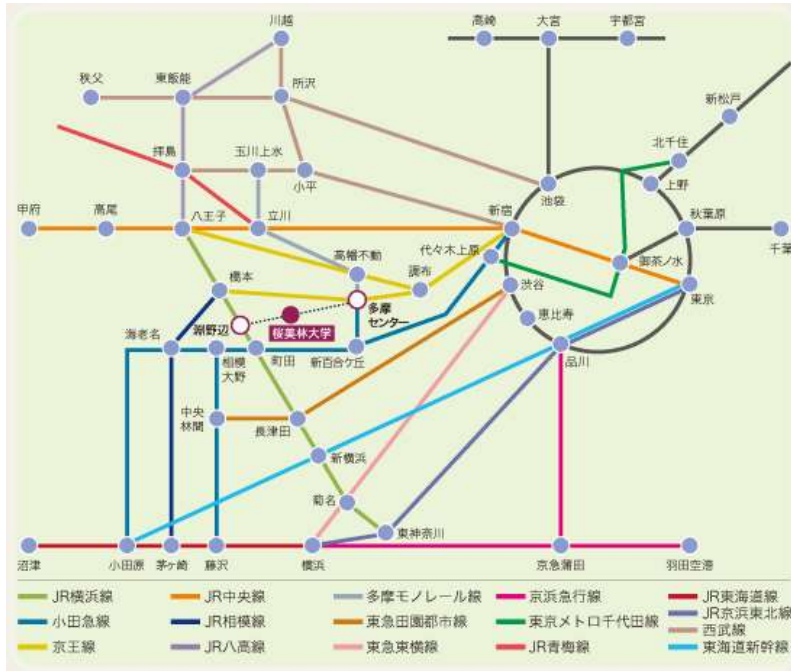 川越
高崎
大宮
宇都宮
秩父
東飯能
所沢
新松戸
北千住
拝島
玉川上水
小平
池袋
上野
甲府
高尾
八王子
立川
新宿
秋葉原
千葉
代々木上原
高幡不動
調布
御茶ノ水
橋本
渋谷
東京
多摩
センター
恵比寿
淵野辺
桜美林大学
海老名
相模
大野
町田
新百合ケ丘
品川
中央
林間
長津田
新横浜
菊名
東神奈川
沼津
小田原
茅ヶ崎
藤沢
横浜
京急蒲田
羽田空港
JR横浜線
JR中央線
多摩モノレール線
京浜急行線
JR東海道線
小田急線
JR相模線
東急田園都市線
東京メトロ千代田線
JR京浜東北線
西武線
京王線
JR八高線
東急東横線
JR青梅線
東海道新幹線